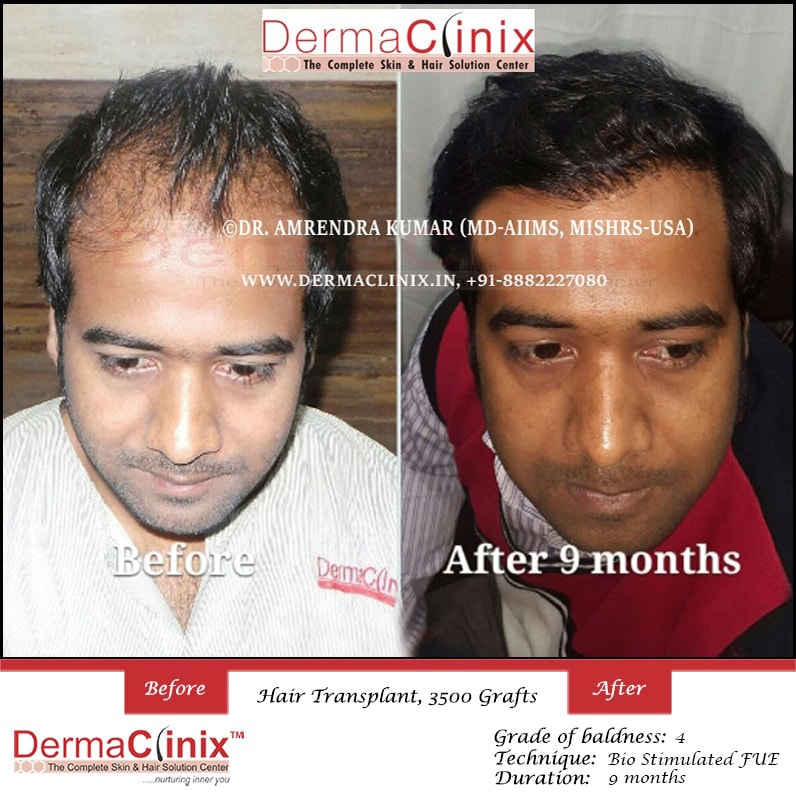 DermaClinix
The Complete Skin & Hair Solution Center
©DR. AMRENDRA KUMAR (MD-AIIMS, MISHRS-USA)
WWW.DERMACLINIX.IN, +91-8882227080
Before
DermaClin
After 9 months
Before
Hair Transplant, 3500 Grafts
After
DermaClinix™
The Complete Skin & Hair Solution Center
.....nurturing inner you
Grade of baldness: 4
Technique: Bio Stimulated FUE
Duration: 9 months